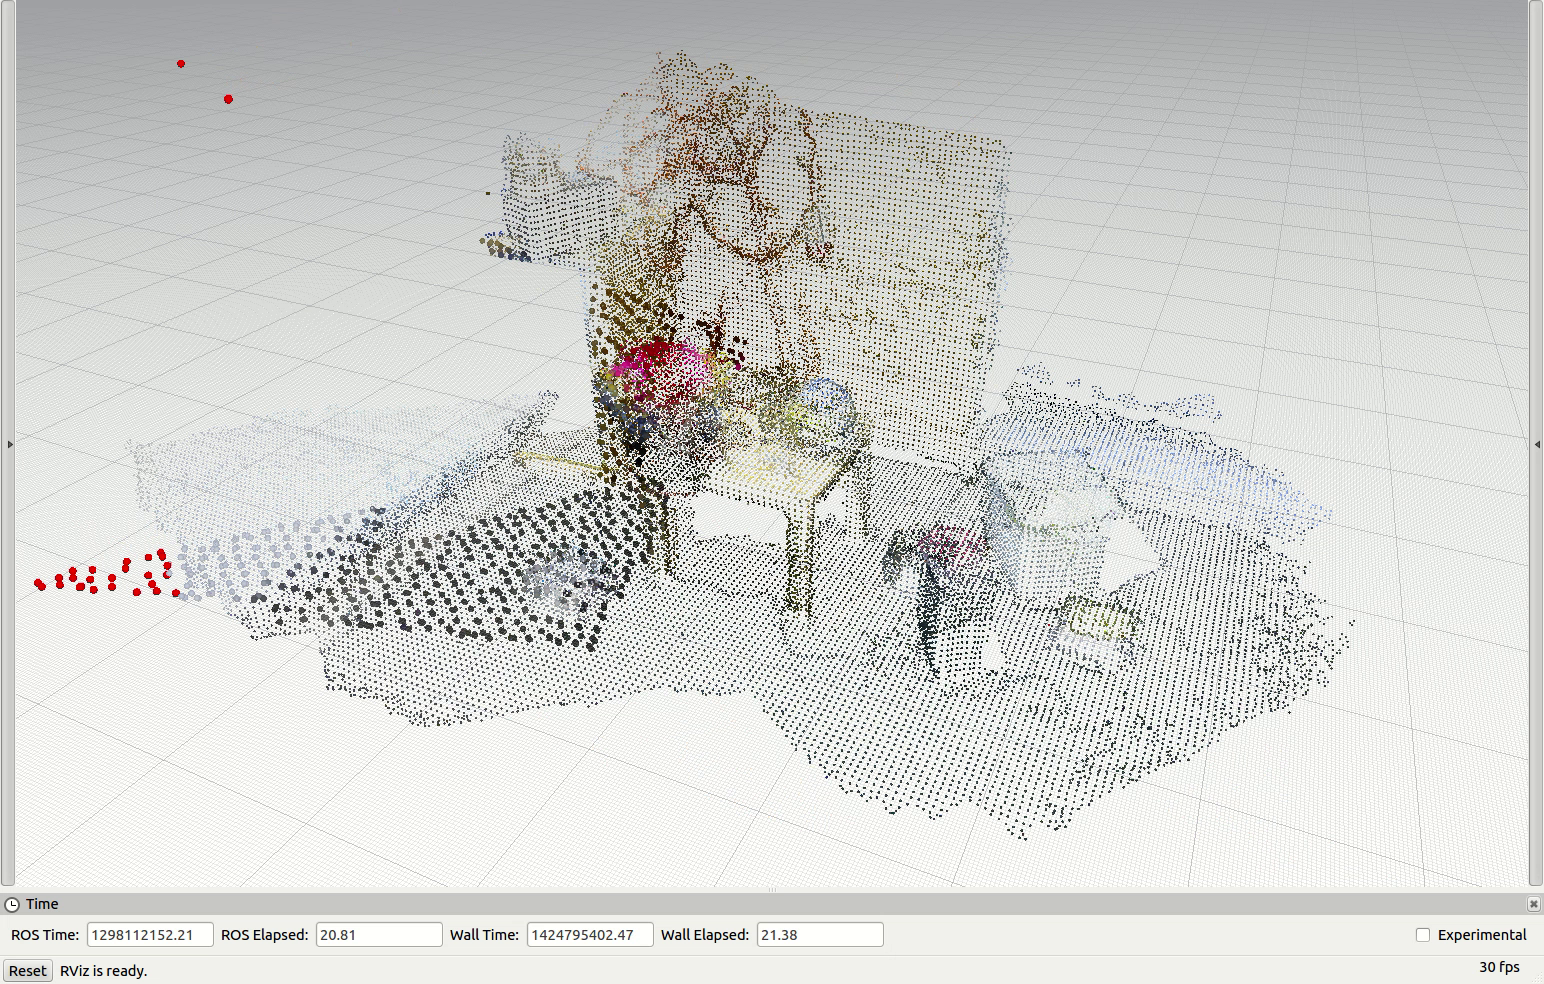 Time
ROS Time: 1298112152.21 ROS Elapsed: 20.81 Wall Time: 1424795402.47 Wall Elapsed: 21.38 Experimental
Reset RViz is ready. 30 fps